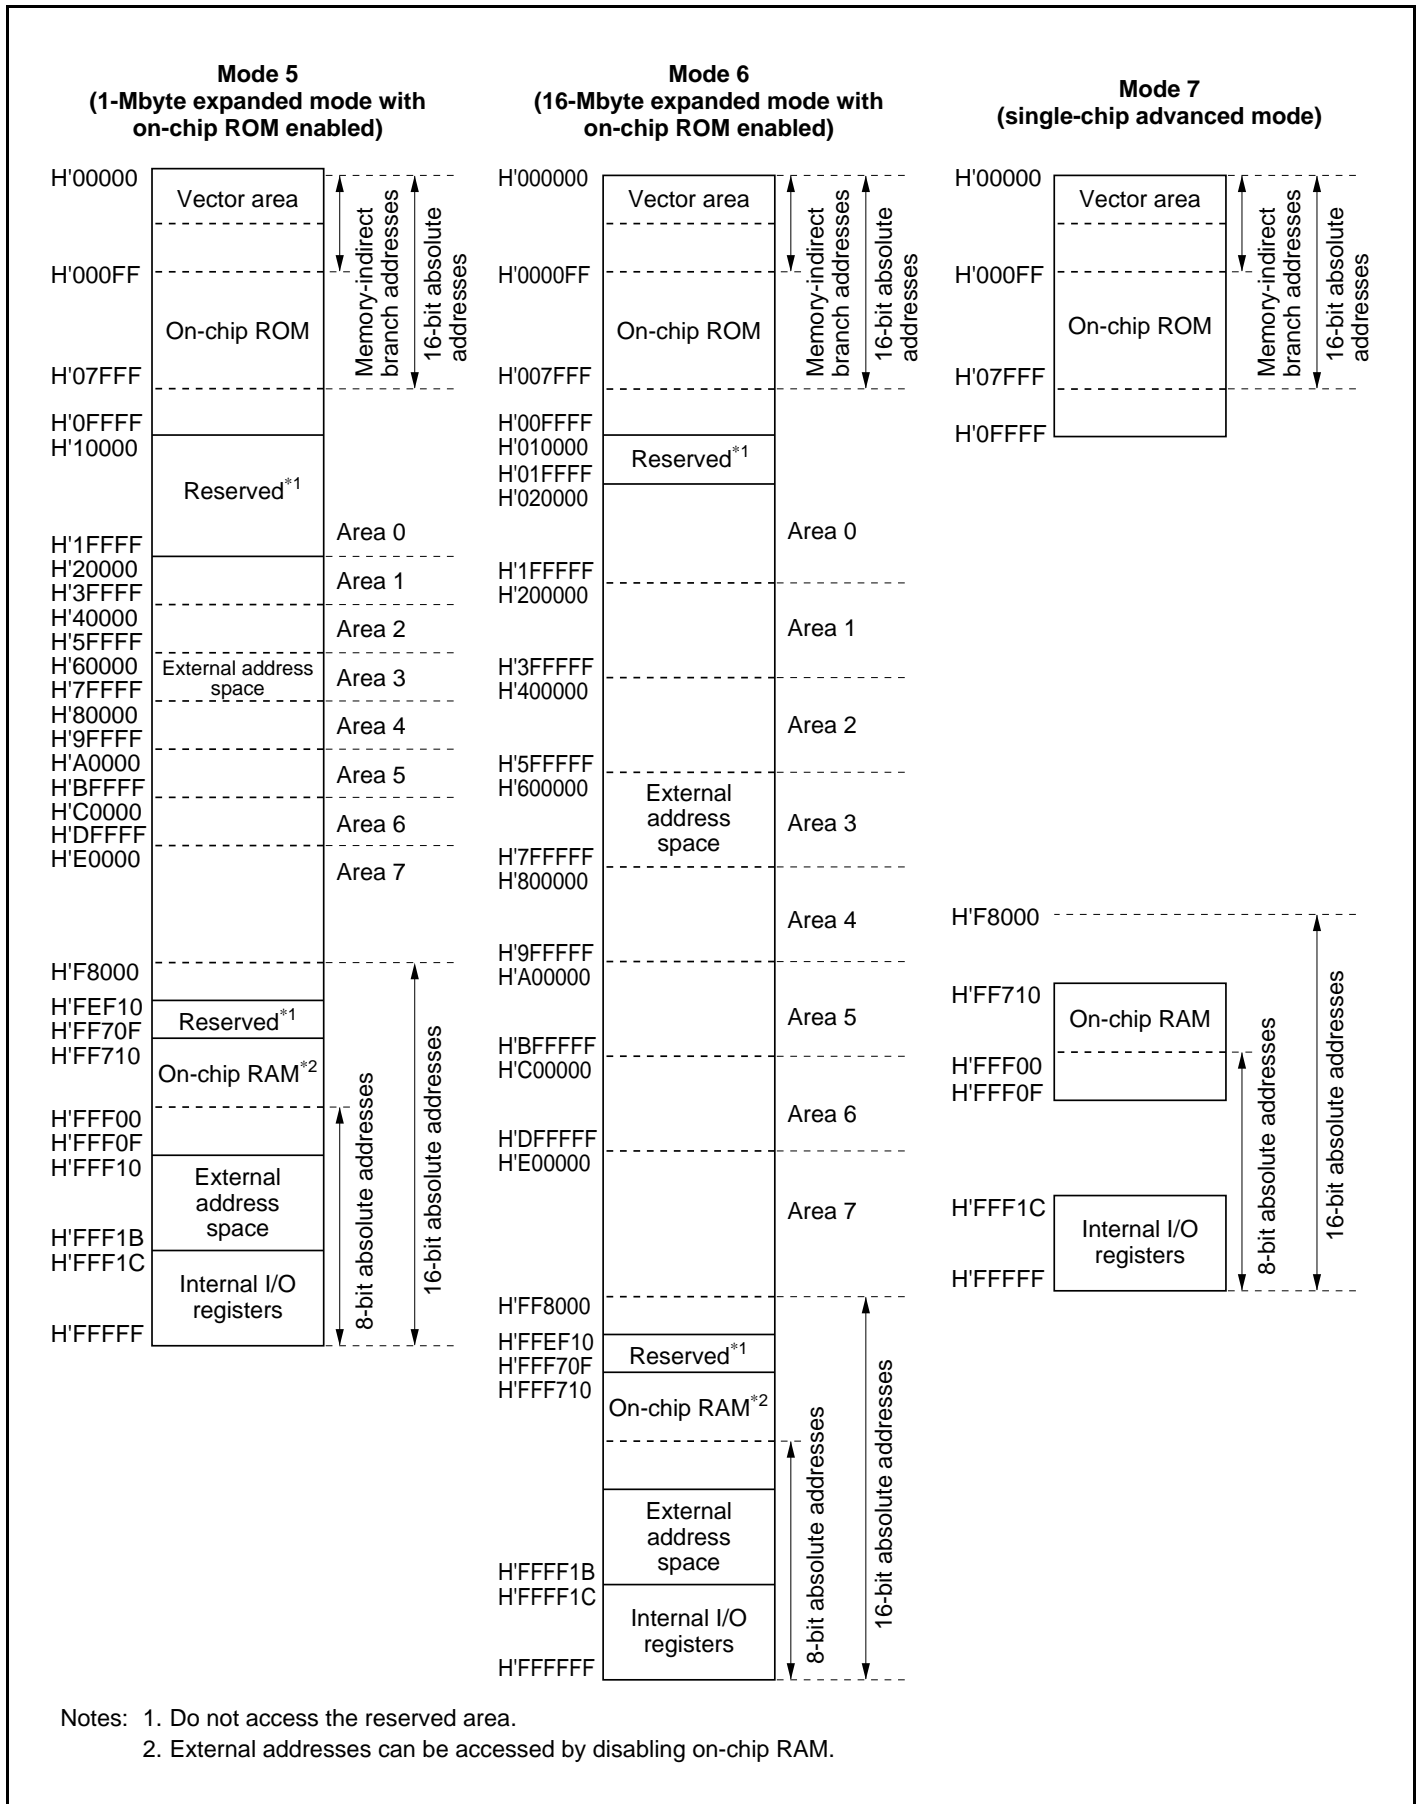 Mode 5
(1-Mbyte expanded mode with
on-chip ROM enabled)
H'00000
Vector area
H'000FF
On-chip ROM
H'07FFF
H'0FFFF
H'10000
Reserved*1
H'1FFFF
H'20000
H'3FFFF
H'40000
H'5FFFF
H'60000
H'7FFFF
External address
space
H'80000
H'9FFFF
H'A0000
H'BFFFF
H'C0000
H'DFFFF
H'E0000
Memory-indirect
branch addresses
16-bit absolute
addresses
Area 0
Area 1
Area 2
Area 3
Area 4
Area 5
Area 6
Area 7
H'F8000
H'FEF10
Reserved*1
H'FF70F
H'FF710
On-chip RAM*2
H'FFF00
H'FFF0F
H'FFF10
External
address
space
H'FFF1B
H'FFF1C
Internal I/O
registers
H'FFFFF
8-bit absolute addresses
16-bit absolute addresses
Mode 6
(16-Mbyte expanded mode with
on-chip ROM enabled)
H'000000
Vector area
H'0000FF
On-chip ROM
H'007FFF
H'00FFFF
H'010000
Reserved*1
H'01FFFF
H'020000
H'1FFFFF
H'200000
H'3FFFFF
H'400000
H'5FFFFF
H'600000
External
address
space
H'7FFFFF
H'800000
H'9FFFFF
H'A00000
H'BFFFFF
H'C00000
H'DFFFFF
H'E00000
Memory-indirect
branch addresses
16-bit absolute
addresses
Area 0
Area 1
Area 2
Area 3
Area 4
Area 5
Area 6
Area 7
H'FF8000
H'FFEF10
Reserved*1
H'FFF70F
H'FFF710
On-chip RAM*2
External
address
space
H'FFFF1B
H'FFFF1C
Internal I/O
registers
H'FFFFFF
8-bit absolute addresses
16-bit absolute addresses
Mode 7
(single-chip advanced mode)
H'00000
Vector area
H'000FF
On-chip ROM
H'07FFF
H'0FFFF
Memory-indirect
branch addresses
16-bit absolute
addresses
H'F8000
H'FF710
On-chip RAM
H'FFF00
H'FFF0F
H'FFF1C
Internal I/O
registers
H'FFFFF
8-bit absolute addresses
16-bit absolute addresses
Notes: 1. Do not access the reserved area.
2. External addresses can be accessed by disabling on-chip RAM.